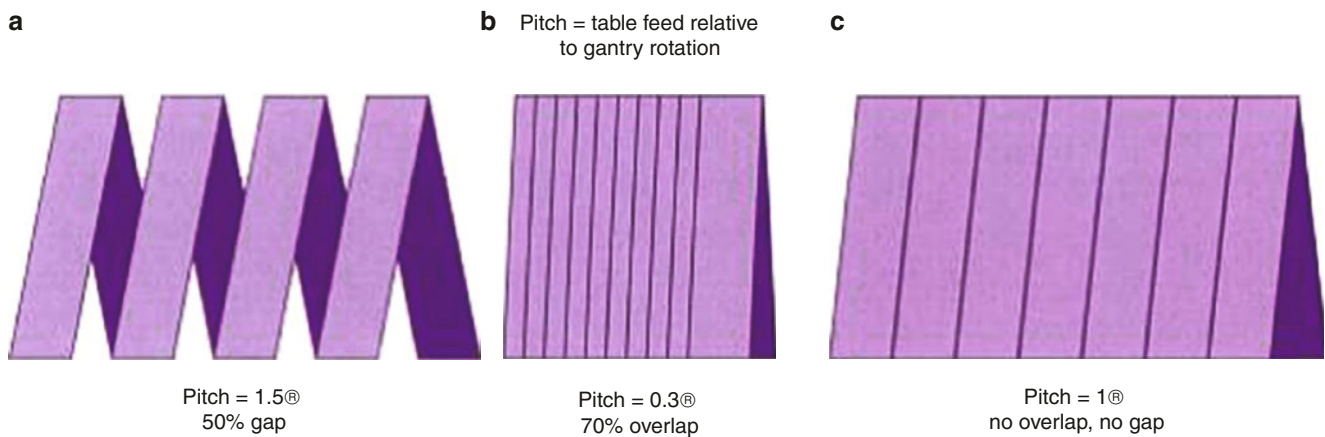 a
b
Pitch = table feed relative
to gantry rotation
c
Pitch = 1.5®
50% gap
Pitch = 0.3®
70% overlap
Pitch = 1®
no overlap, no gap